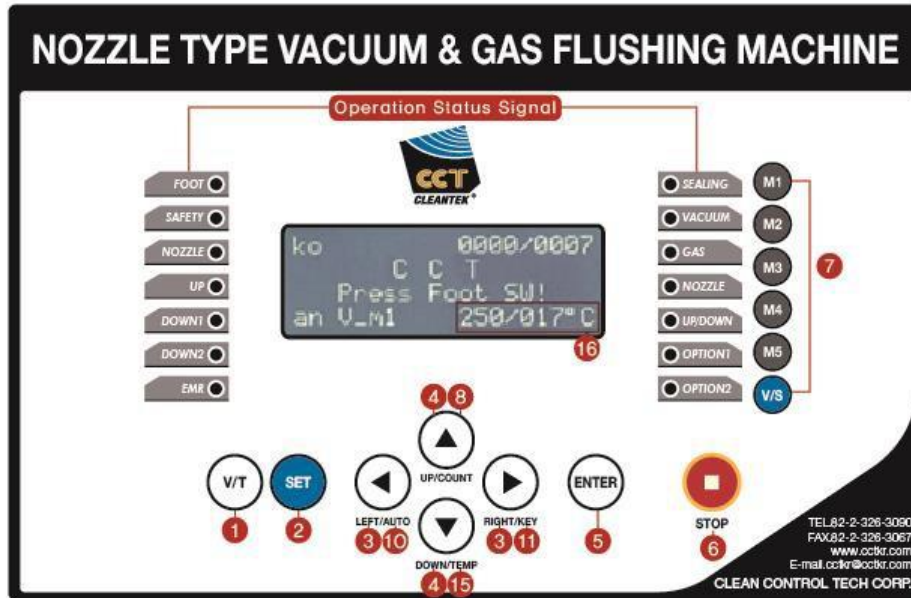 NOZZLE TYPE VACUUM & GAS FLUSHING MACHINE
Operation Status Signal
CCT
CLEANTEK®
FOOT
SAFETY
NOZZLE
UP
DOWN1
DOWN2
EMR
ko 0000/0007
C C T
Press Foot SW!
an V_m1 250/017°C
16
SEALING
VACUUM
GAS
NOZZLE
UP/DOWN
OPTION1
OPTION2
M1
M2
M3
M4
M5
V/S
7
V/T
1
SET
2
4 8
UP/COUNT
LEFT/AUTO
3 10
RIGHT/KEY
3 11
DOWN/TEMP
4 15
ENTER
5
STOP
6
TEL.82-2-326-3090
FAX.82-2-326-3067
www.cctkr.com
E-mail.cctkr@cctkr.com
CLEAN CONTROL TECH CORP.